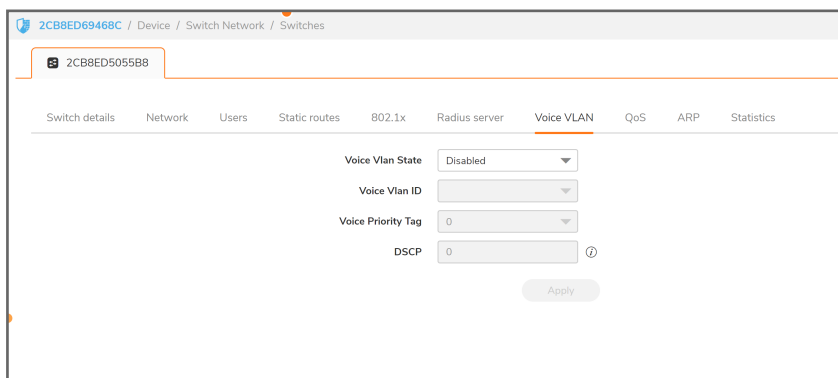 2CB8ED69468C / Device / Switch Network / Switches
2CB8ED5055B8
Switch details Network Users Static routes 802.1x Radius server Voice VLAN QoS ARP Statistics
Voice Vlan State Disabled
Voice Vlan ID
Voice Priority Tag 0
DSCP 0 i
Apply